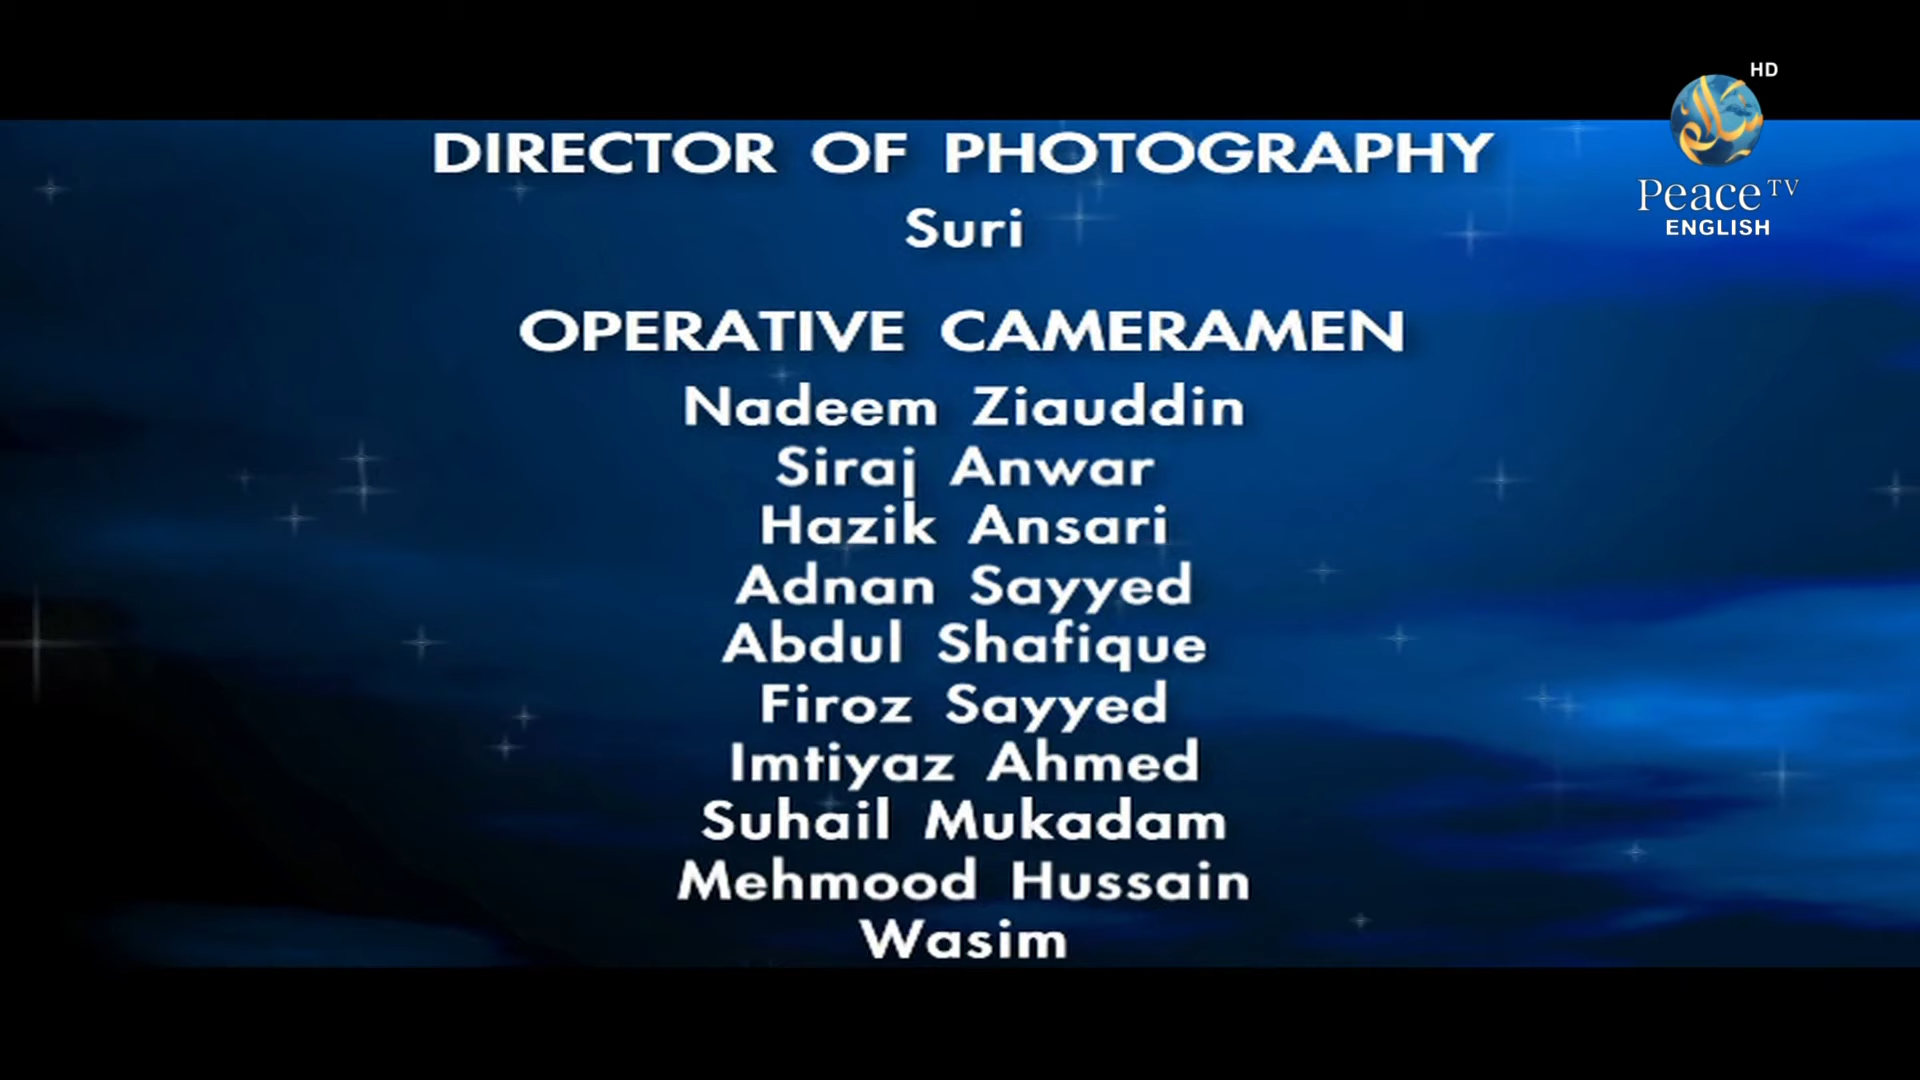 HD
Peace TV
ENGLISH
DIRECTOR OF PHOTOGRAPHY
Suri
OPERATIVE CAMERAMEN
Nadeem Ziauddin
Siraj Anwar
Hazik Ansari
Adnan Sayyed
Abdul Shafique
Firoz Sayyed
Imtiyaz Ahmed
Suhail Mukadam
Mehmood Hussain
Wasim